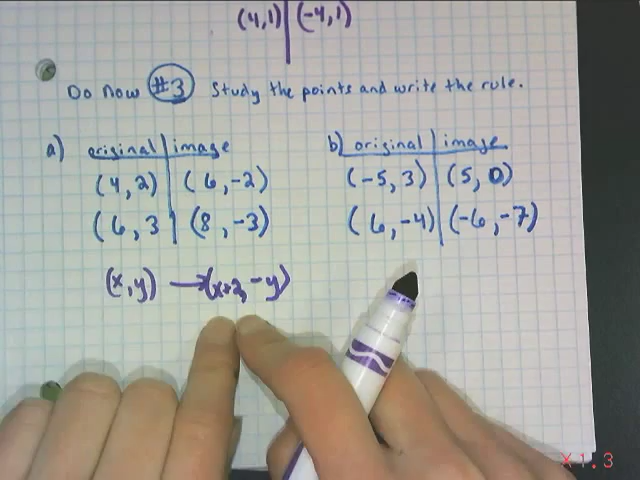 (4,1) | (-4,1)
Do Now #3 Study the points and write the rule.
a) original | image
(4, 2) | (6, -2)
(6, 3 | (8, -3)
(x, y) → (x+2, -y)
b) original | image
(-5, 3) | (5, 0)
(6, -4) | (-6, -7)
X1.3